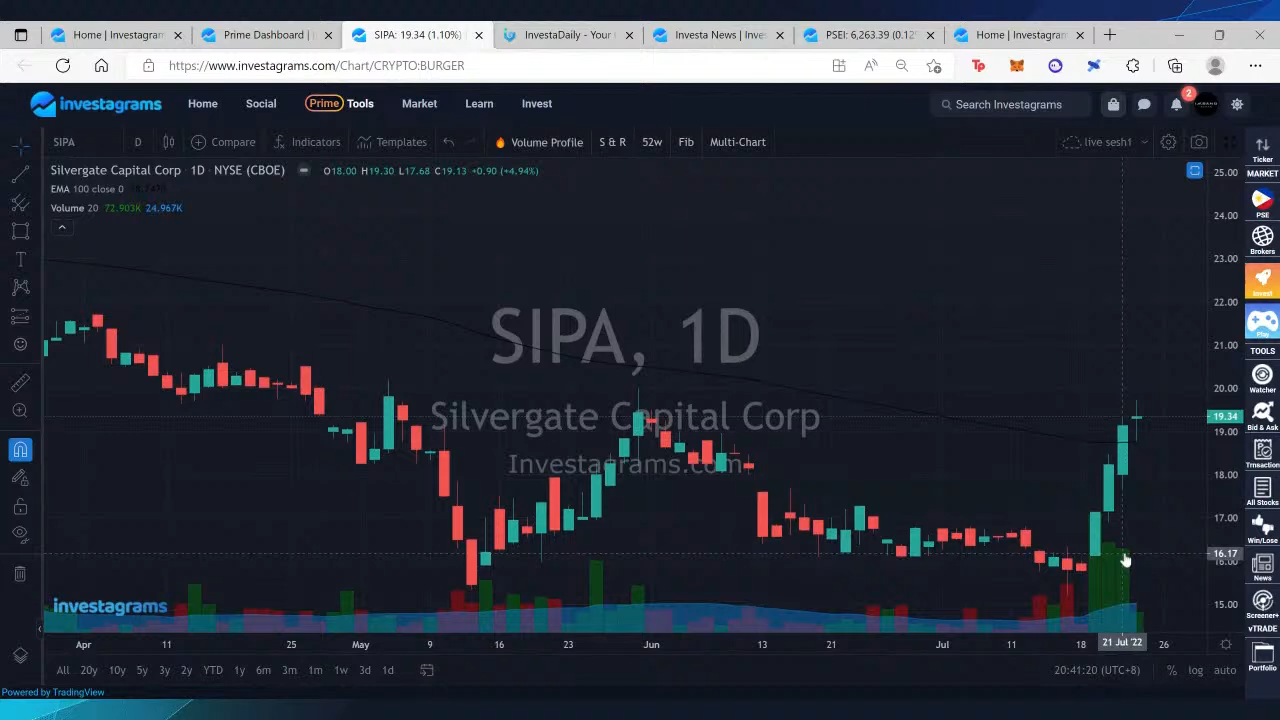 Home | Investagram
Prime Dashboard | In
SIPA: 19.34 (1.10%)
InvestaDaily - Your G
Investa News | Inves
PSEI: 6,263.39 (0.12%
Home | Investagram
https://www.investagrams.com/Chart/CRYPTO:BURGER
investagrams
Home
Social
Prime Tools
Market
Learn
Invest
Search Investagrams
2
SIPA
D
Compare
Indicators
Templates
Volume Profile
S & R
52w
Fib
Multi-Chart
live sesh1
Silvergate Capital Corp · 1D · NYSE (CBOE)
O18.00 H19.30 L17.68 C19.13 +0.90 (+4.94%)
EMA 100 close 0
Volume 20 72.903K 24.967K
SIPA, 1D
Silvergate Capital Corp
Investagrams.com
investagrams
25.00
24.00
23.00
22.00
21.00
20.00
19.34
19.00
18.00
17.00
16.17
16.00
15.00
Apr
11
25
May
9
16
23
Jun
13
21
Jul
11
18
21 Jul '22
26
All
20y
10y
5y
3y
2y
YTD
1y
6m
3m
1m
1w
3d
1d
20:41:20 (UTC+8)
%
log
auto
Powered by TradingView
Ticker
MARKET
PSE
Brokers
Invest
Play
TOOLS
Watcher
Bid & Ask
Trnsaction
All Stocks
Win/Lose
News
Screener+
vTRADE
Portfolio